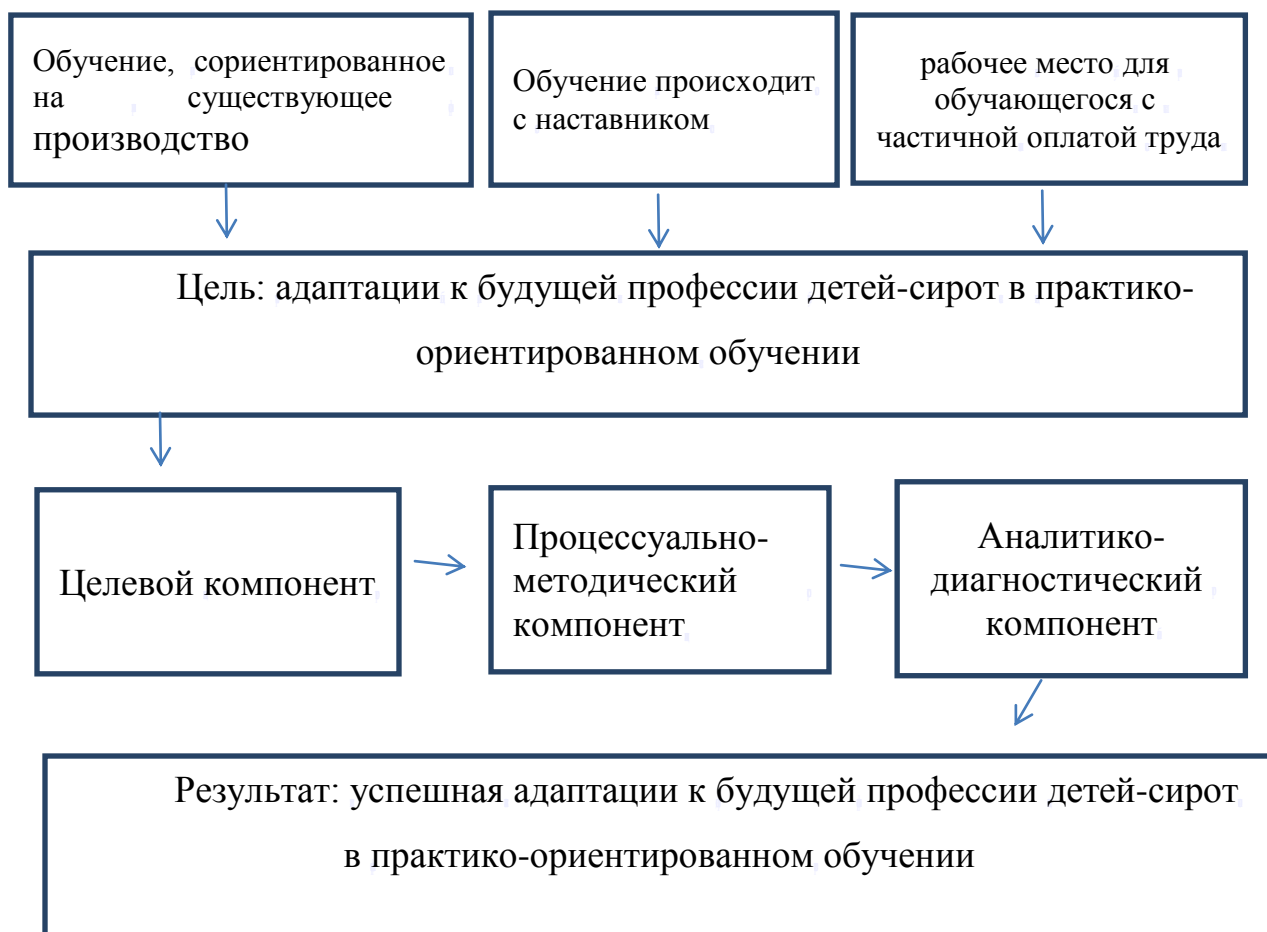 Обучение, сориентированное
на существующее
производство
Обучение происходит
с наставником
рабочее место для
обучающегося с
частичной оплатой труда
Цель: адаптации к будущей профессии детей-сирот в практико-
ориентированном обучении
Целевой компонент
Процессуально-
методический
компонент
Аналитико-
диагностический
компонент
Результат: успешная адаптации к будущей профессии детей-сирот
в практико-ориентированном обучении